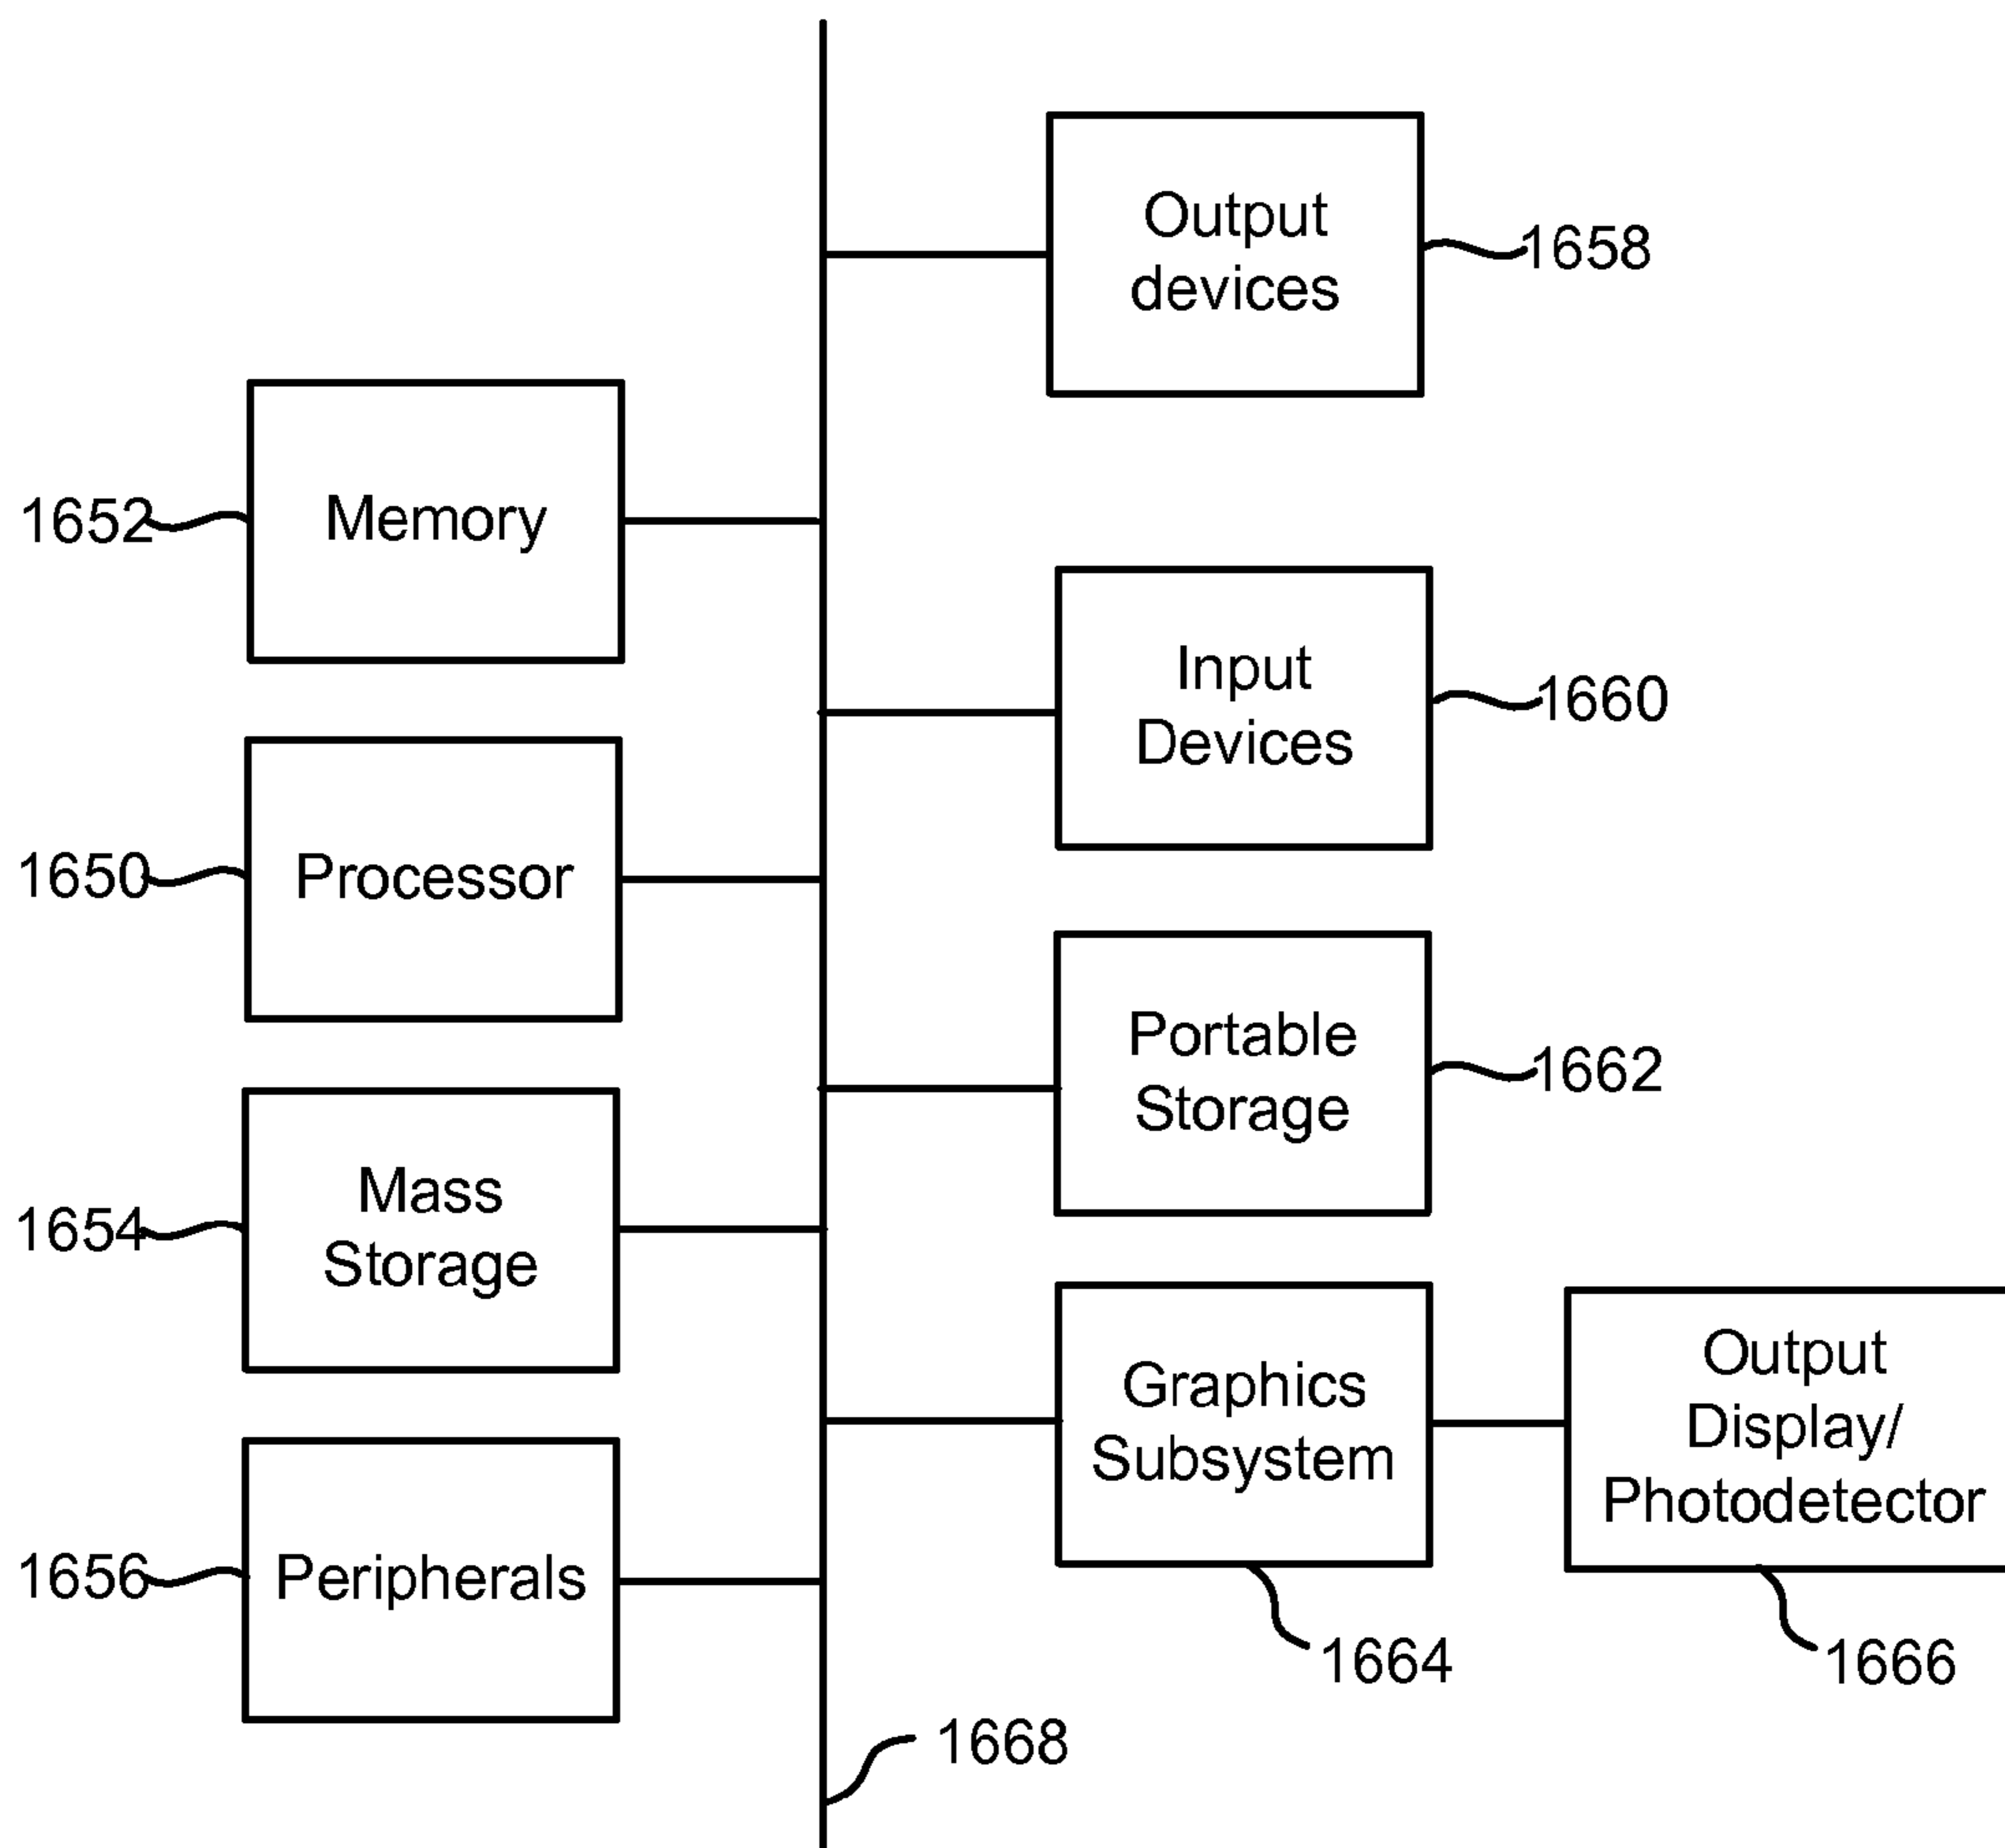 Output
devices
1658
1652
Memory
Input
Devices
1660
1650
Processor
Portable
Storage
1662
1654
Mass
Storage
Graphics
Subsystem
Output
Display/
Photodetector
1656
Peripherals
1664
1666
1668